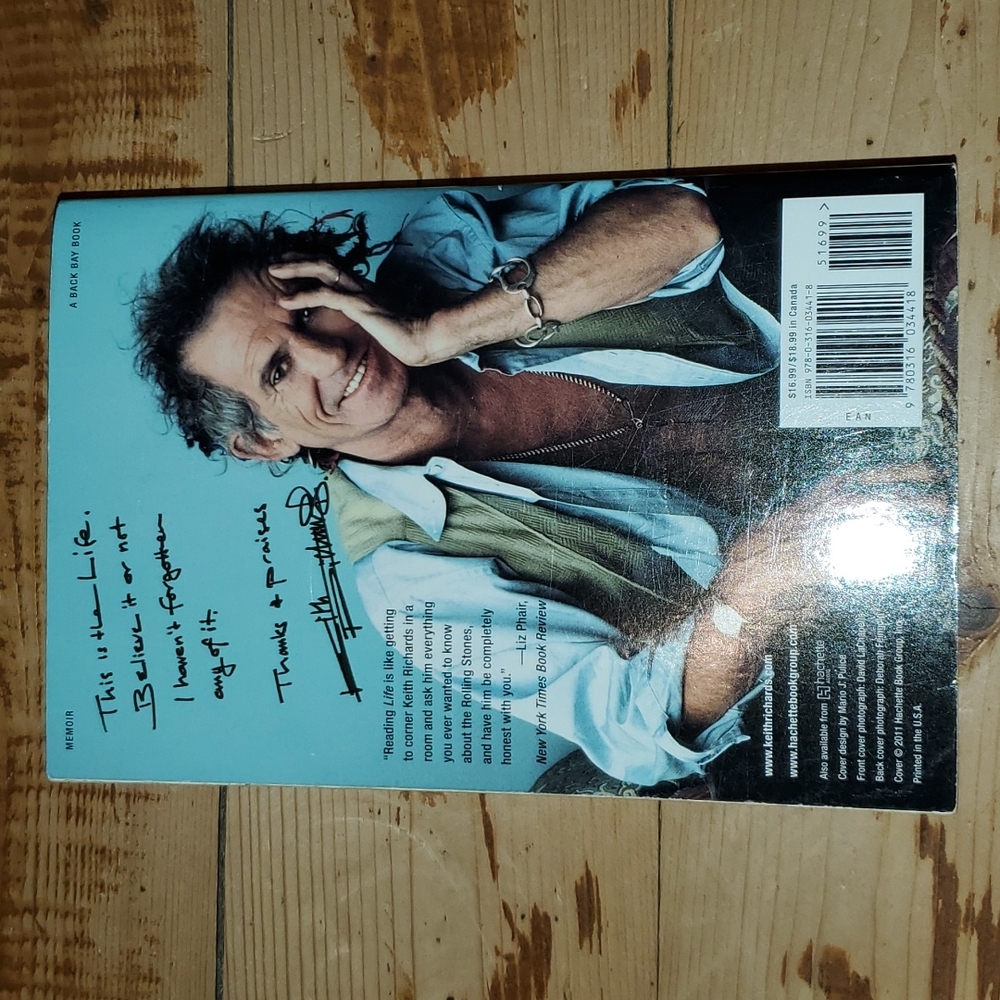 MEMOIR
A BACK BAY BOOK
This is the Life.
Believe it or not
I haven't forgotten
any of it.
Thanks & praises
"Reading Life is like getting
to corner Keith Richards in a
room and ask him everything
you ever wanted to know
about the Rolling Stones,
and have him be completely
honest with you."
—Liz Phair,
New York Times Book Review
www.keithrichards.com
www.hachettebookgroup.com
Also available from hachette
Cover design by Mario J. Pulice
Front cover photograph: David LaChapelle
Back cover photograph: Deborah
Cover © 2011 Hachette Book Group, Inc.
Printed in the U.S.A.
$16.99/$18.99 in Canada
ISBN 978-0-316-03441-8
51699>
9 780316 034418
EAN